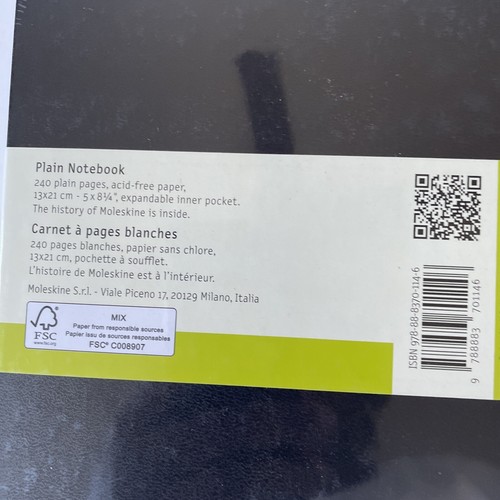 Plain Notebook
240 plain pages, acid-free paper,
13x21 cm - 5 x 8¼", expandable inner pocket.
The history of Moleskine is inside.
Carnet à pages blanches
240 pages blanches, papier sans chlore,
13x21 cm, pochette à soufflet.
L'histoire de Moleskine est à l'intérieur.
Moleskine S.r.l. - Viale Piceno 17, 20129 Milano, Italia
FSC
www.fsc.org
MIX
Paper from responsible sources
Papier issu de sources responsables
FSC® C008907
ISBN 978-88-8370-114-6
9 788883 701146